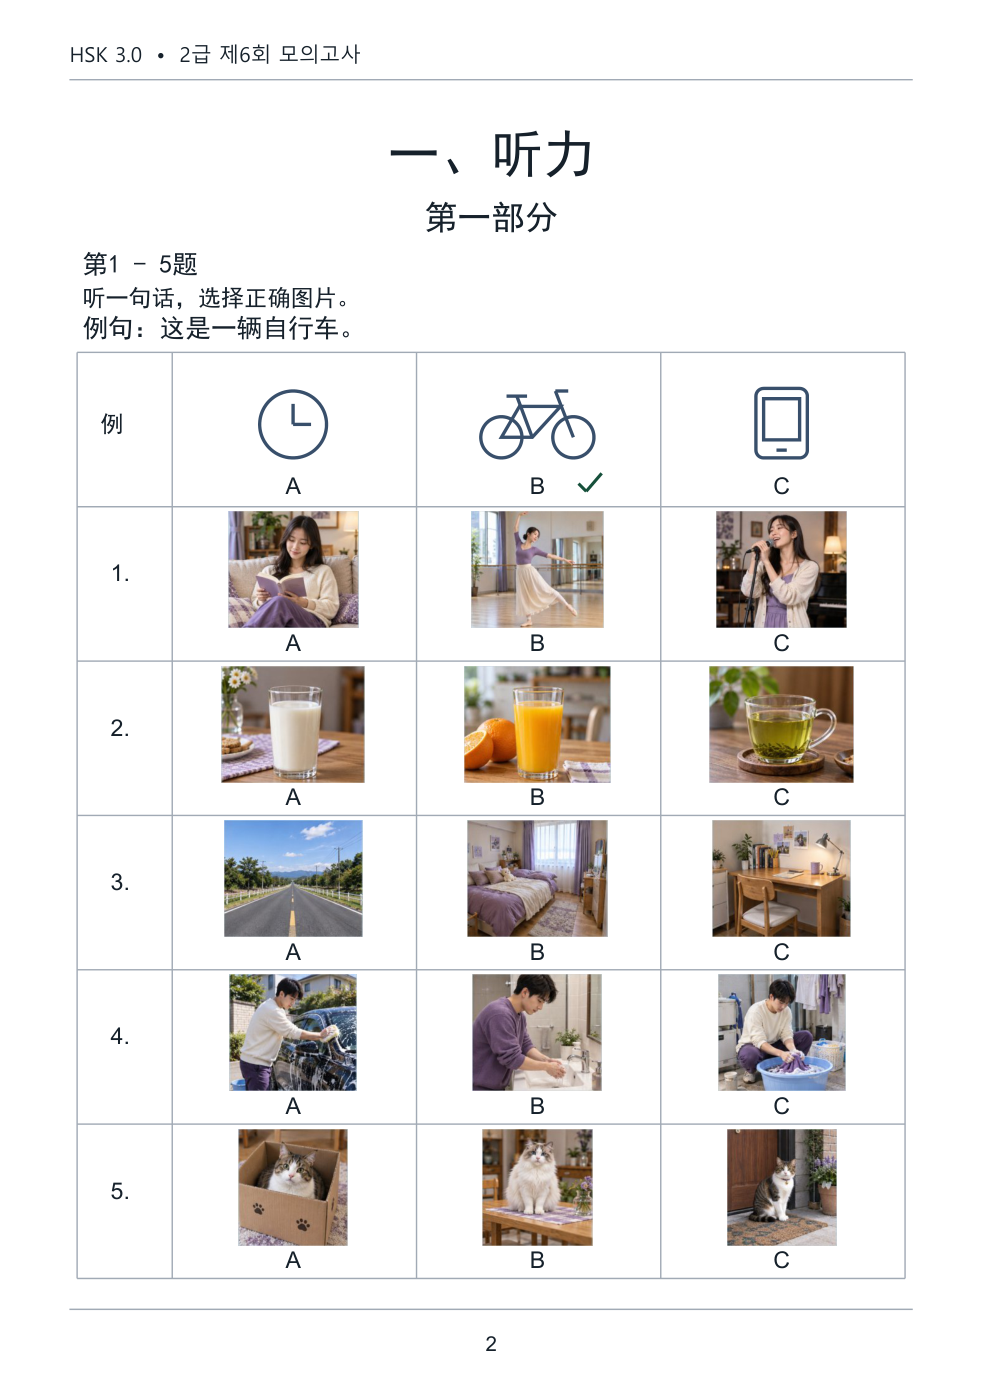 HSK 3.0 • 2급 제6회 모의고사
一、听力
第一部分
第1 – 5题
听一句话，选择正确图片。
例句：这是一辆自行车。
例
A
B
C
1.
A
B
C
2.
A
B
C
3.
A
B
C
4.
A
B
C
5.
A
B
C
2